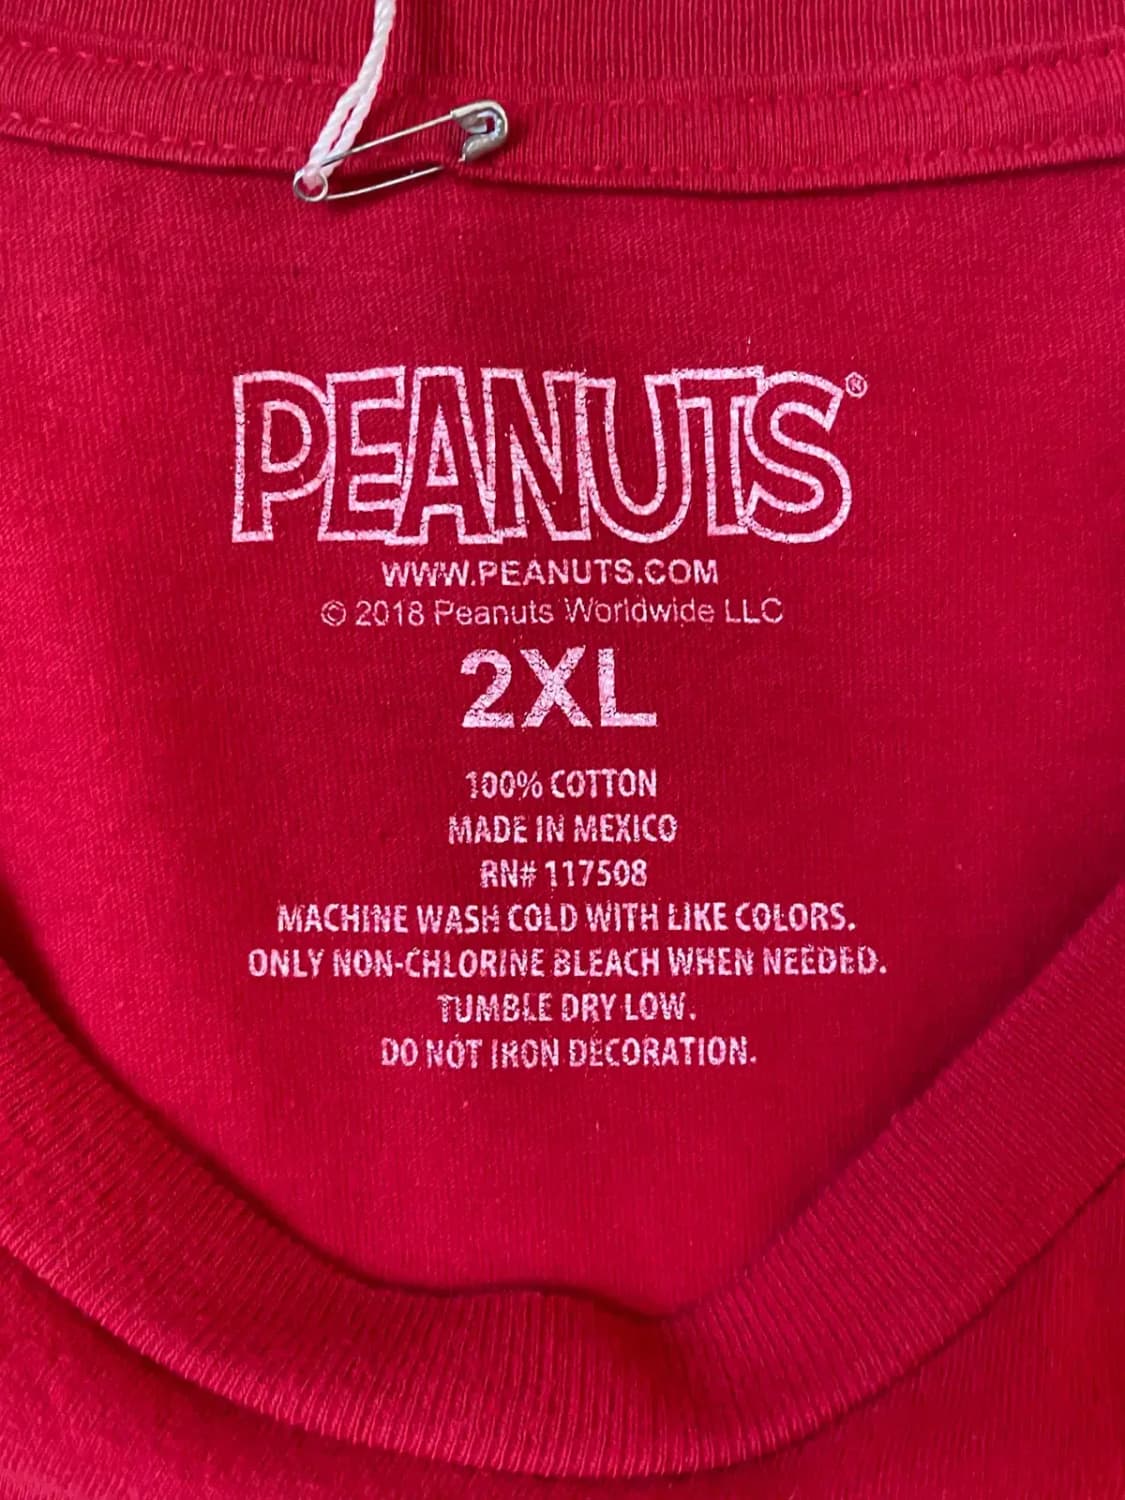 PEANUTS®
WWW.PEANUTS.COM
© 2018 Peanuts Worldwide LLC
2XL
100% COTTON
MADE IN MEXICO
RN# 117508
MACHINE WASH COLD WITH LIKE COLORS.
ONLY NON-CHLORINE BLEACH WHEN NEEDED.
TUMBLE DRY LOW.
DO NOT IRON DECORATION.